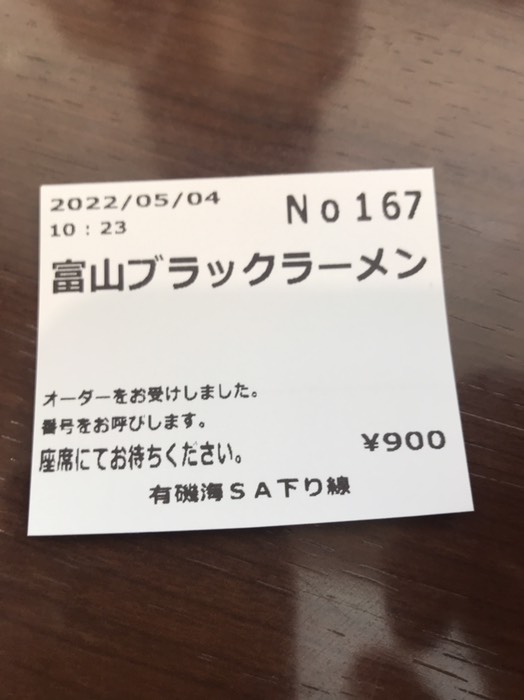 2022/05/04
10:23
No167
富山ブラックラーメン
オーダーをお受けしました。
番号をお呼びします。
座席にてお待ちください。
¥900
有磯海SA下り線